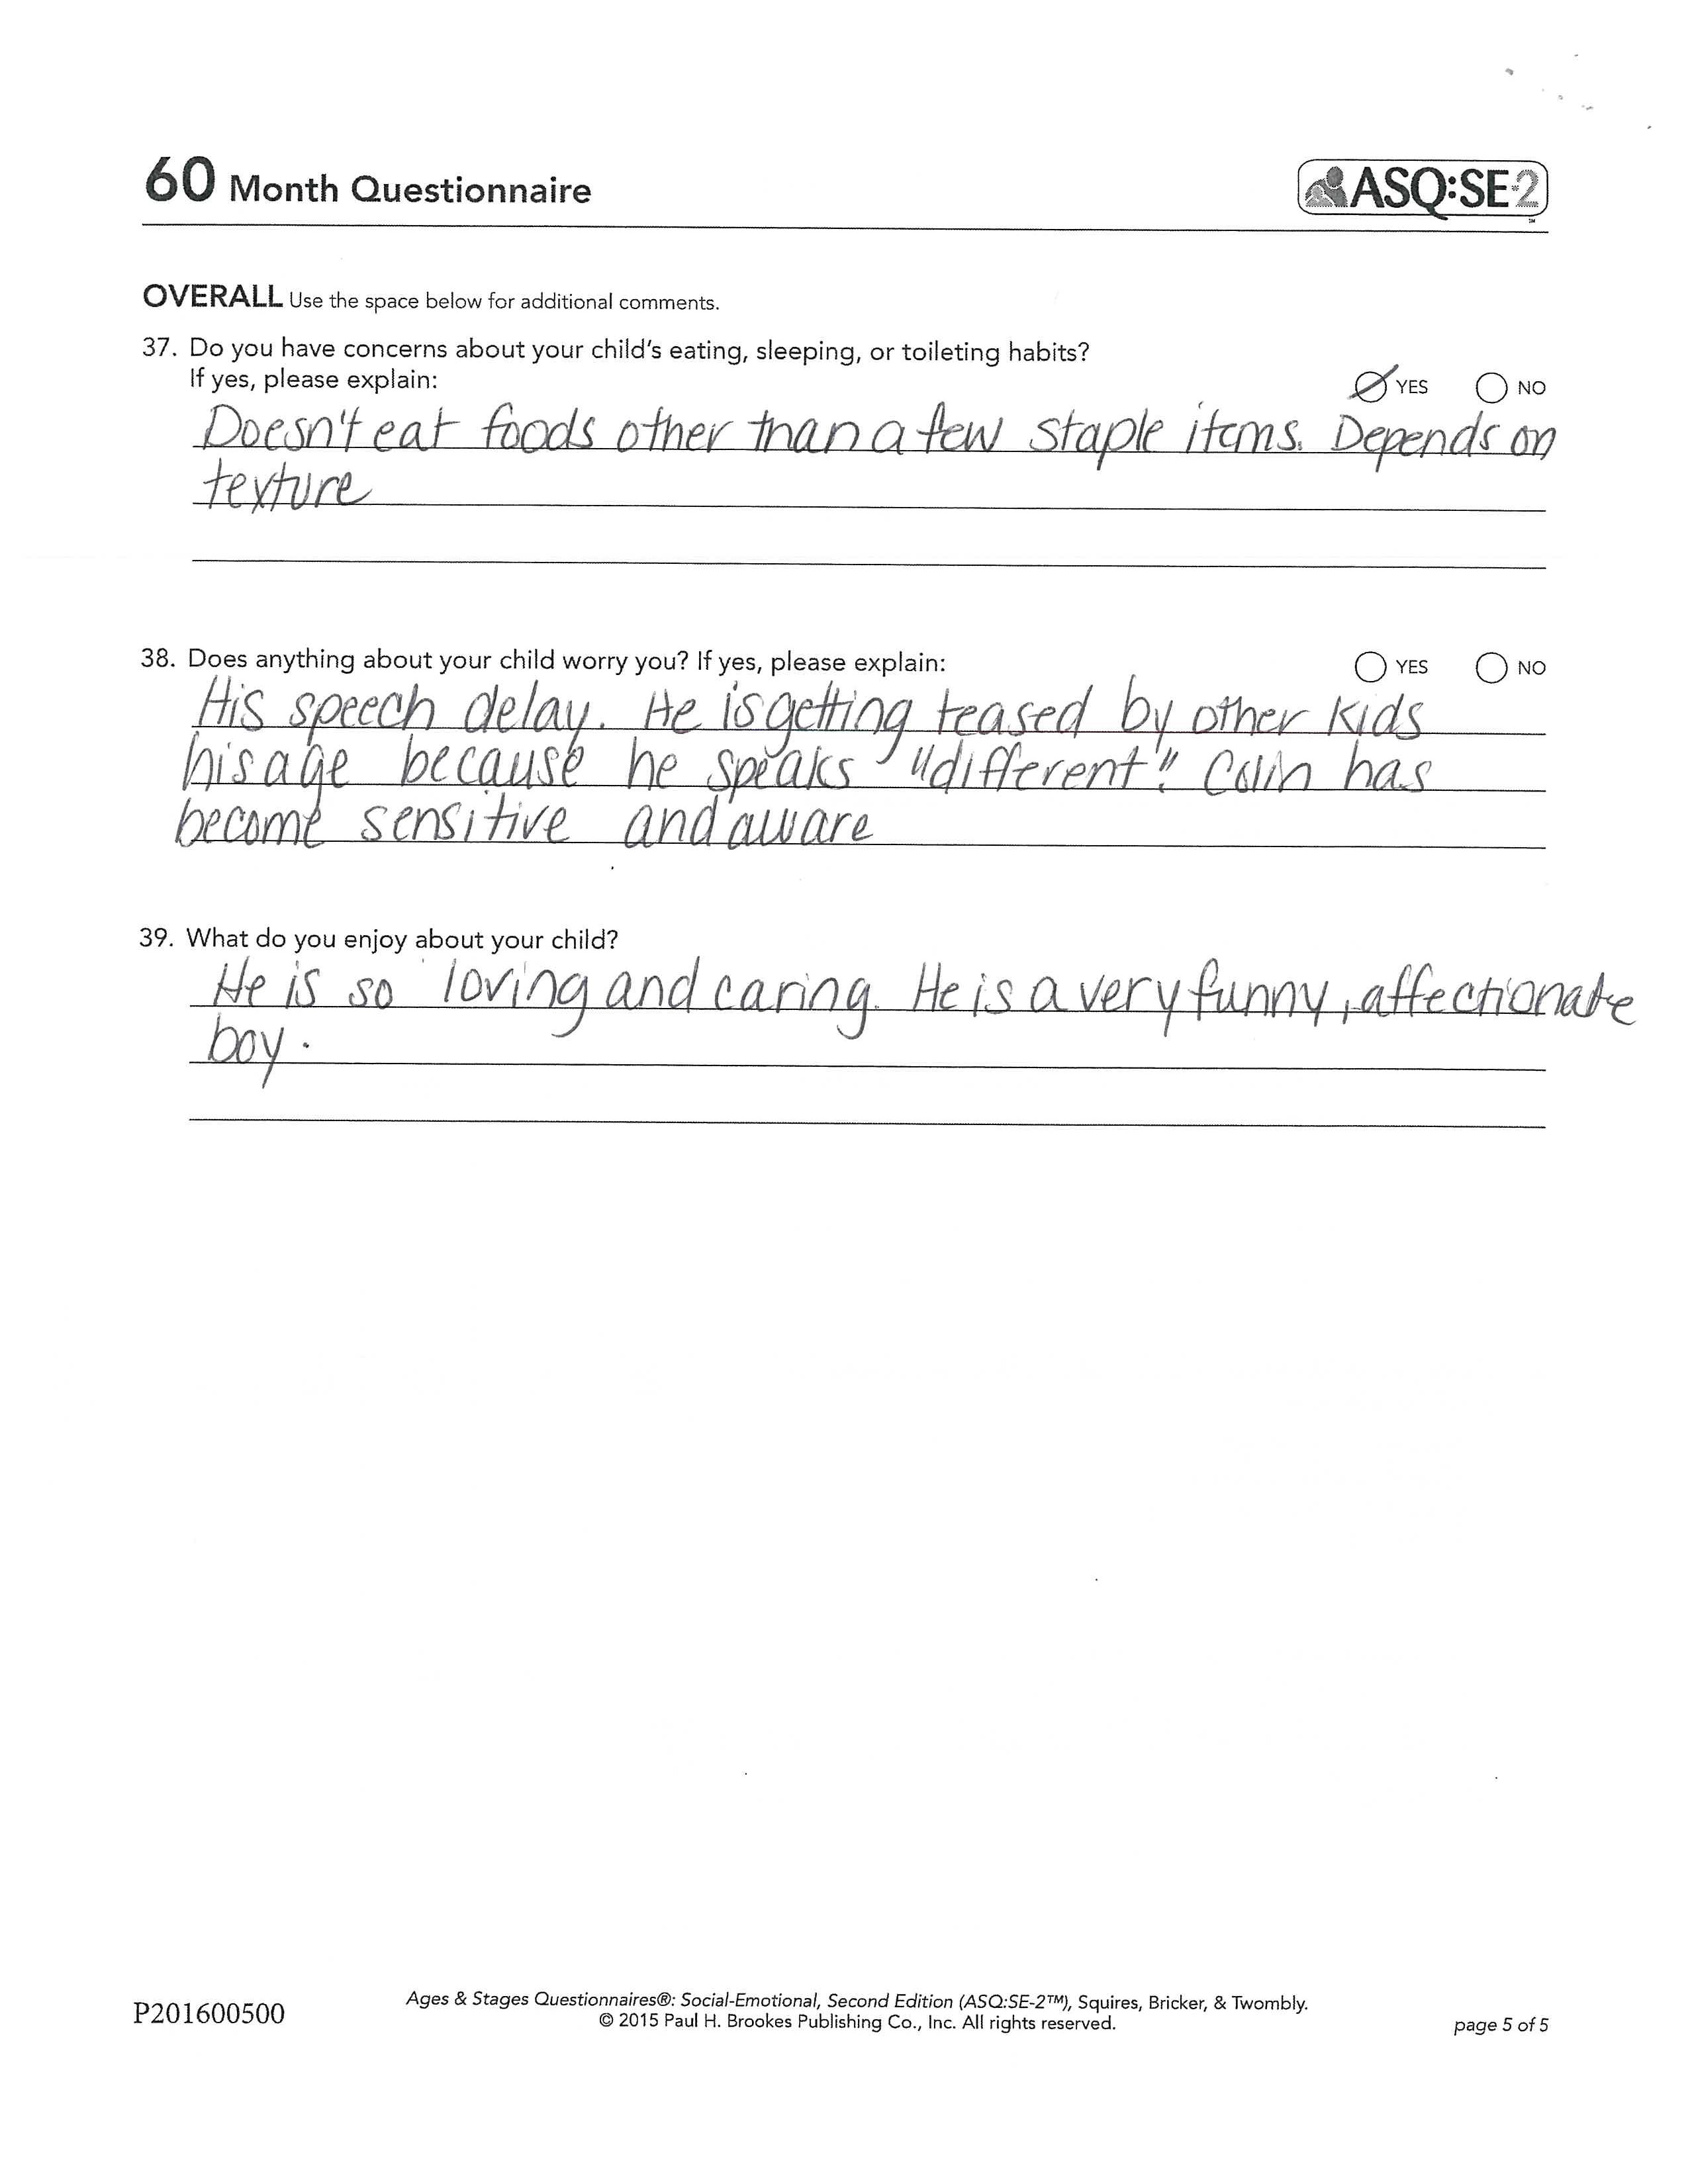 60 Month Questionnaire
ASQ:SE-2
SM
OVERALL Use the space below for additional comments.
37. Do you have concerns about your child's eating, sleeping, or toileting habits?
If yes, please explain:
YES NO
Doesn't eat foods other than a few staple items. Depends on
texture
38. Does anything about your child worry you? If yes, please explain:
YES NO
His speech delay. He is getting teased by other kids
his age because he speaks "different". Colin has
become sensitive and aware
39. What do you enjoy about your child?
He is so loving and caring. He is a very funny, affectionate
boy.
P201600500
Ages & Stages Questionnaires®: Social-Emotional, Second Edition (ASQ:SE-2™), Squires, Bricker, & Twombly.
© 2015 Paul H. Brookes Publishing Co., Inc. All rights reserved.
page 5 of 5